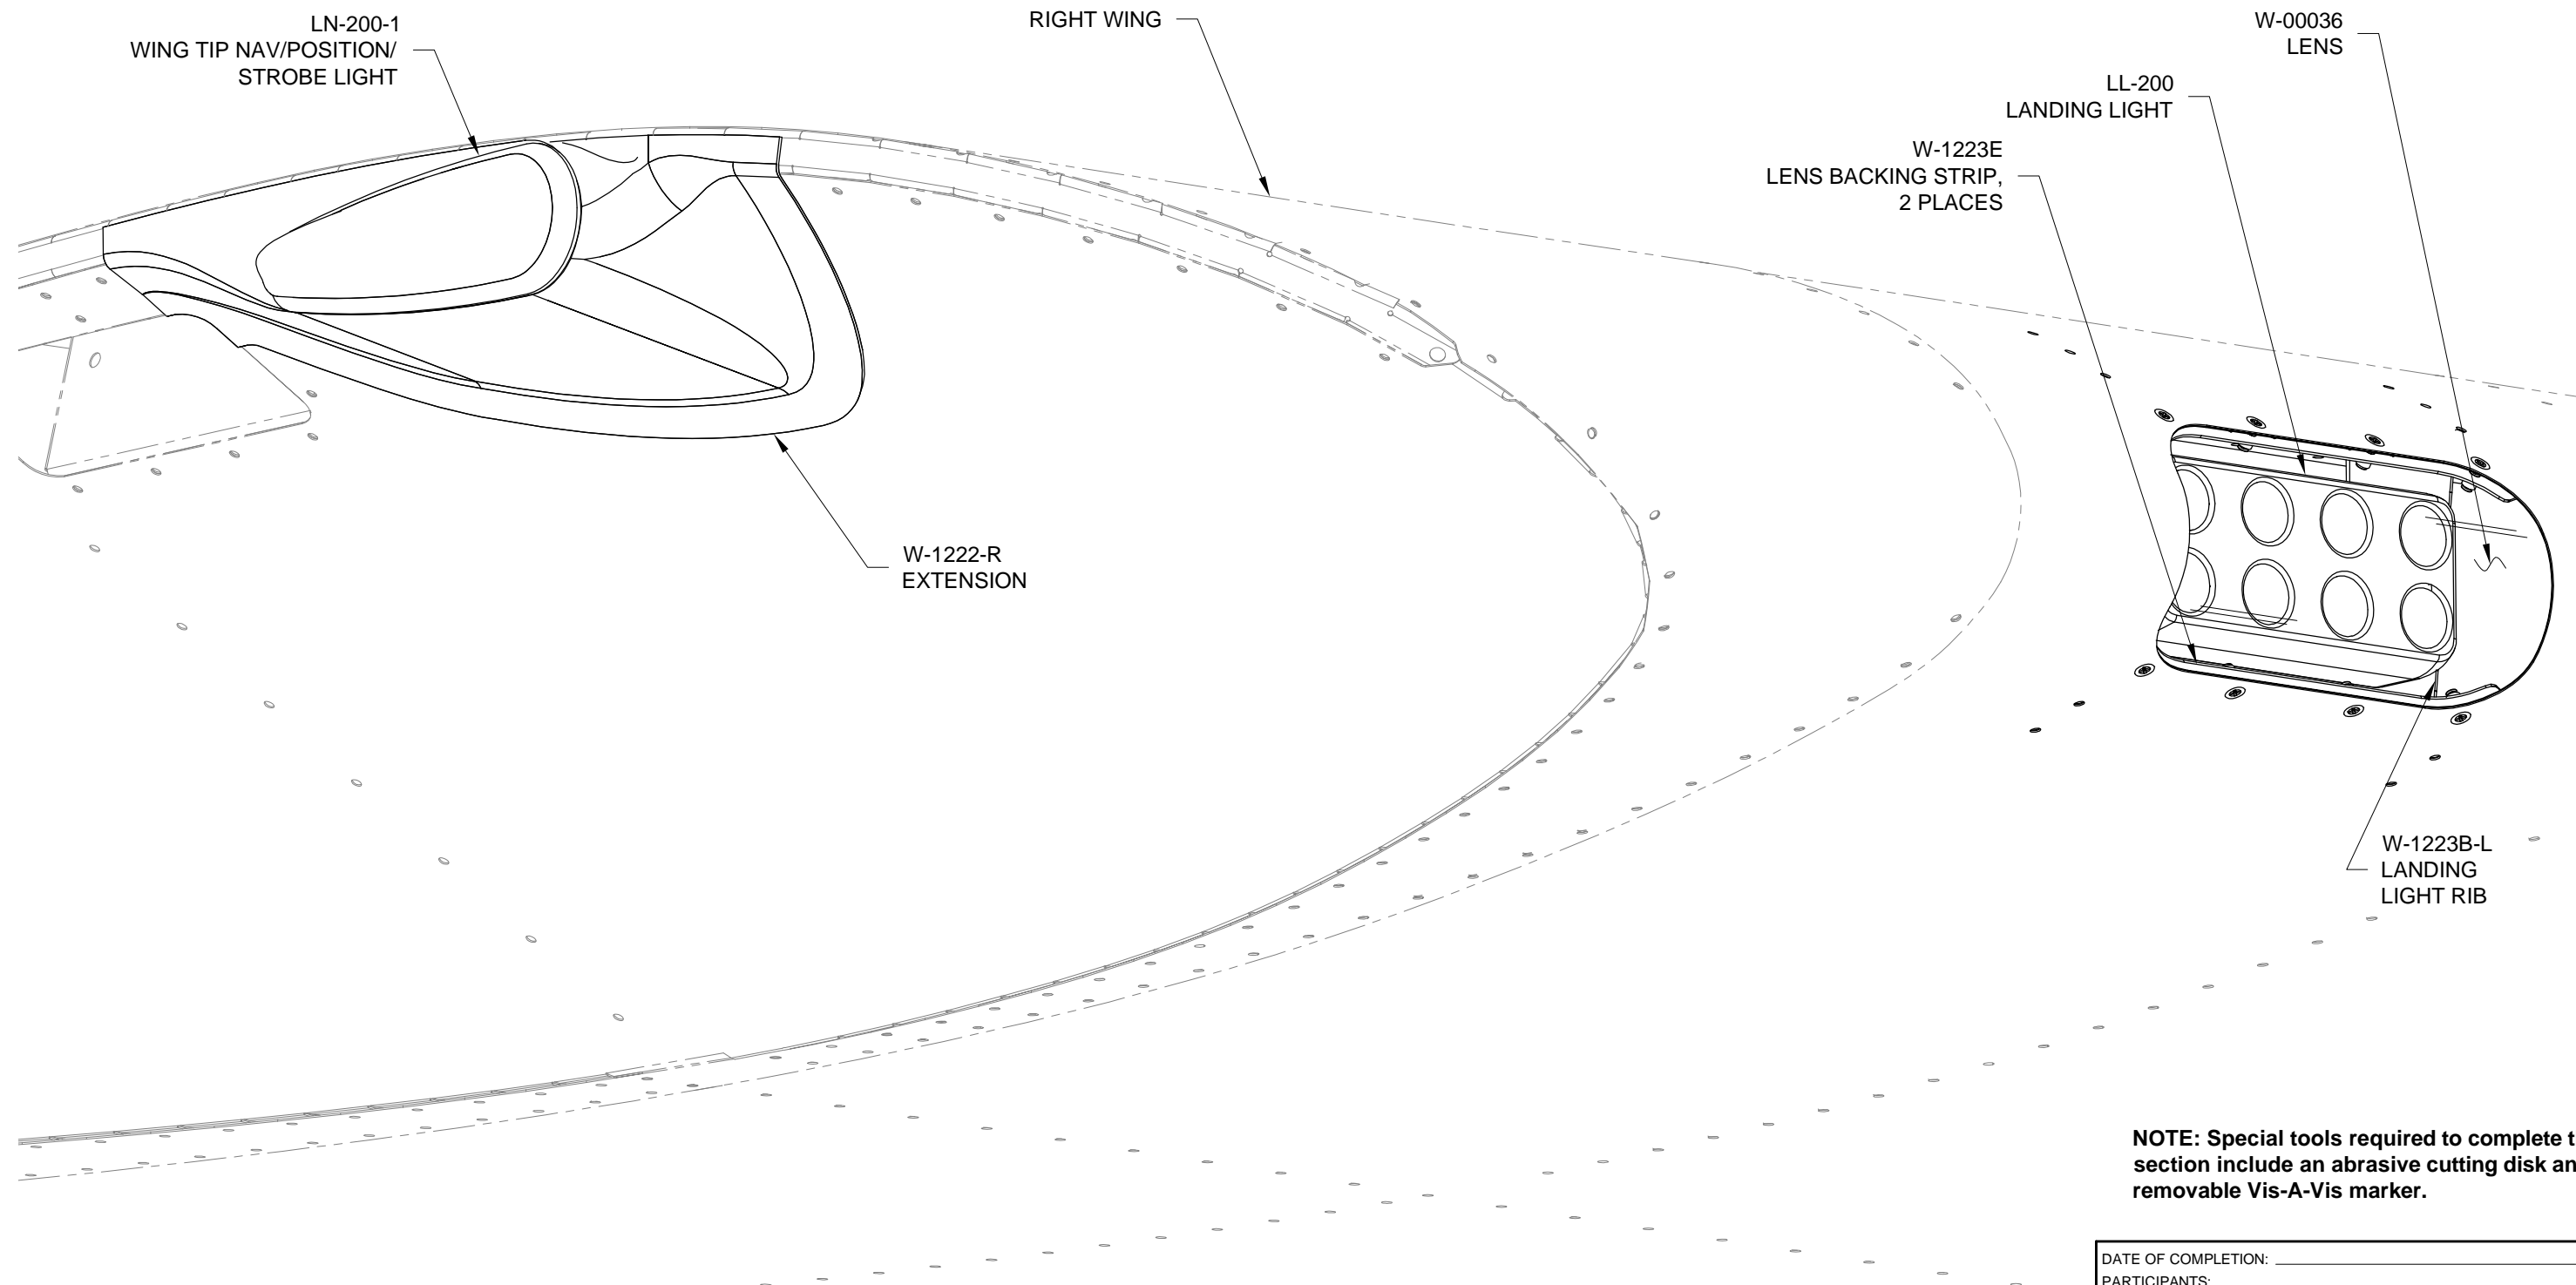 LN-200-1
WING TIP NAV/POSITION/
STROBE LIGHT
RIGHT WING
W-00036
LENS
LL-200
LANDING LIGHT
W-1223E
LENS BACKING STRIP,
2 PLACES
W-1222-R
EXTENSION
W-1223B-L
LANDING
LIGHT RIB
NOTE: Special tools required to complete
section include an abrasive cutting disk
removable Vis-A-Vis marker.
DATE OF COMPLETION:
PARTICIPANTS: